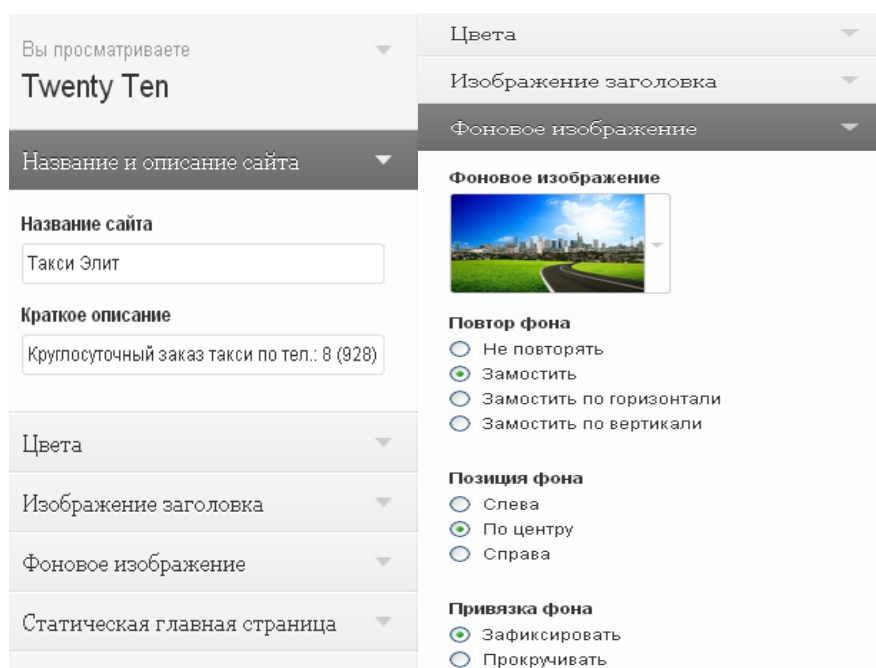 Вы просматриваете
Twenty Ten
Название и описание сайта
Название сайта
Такси Элит
Краткое описание
Круглосуточный заказ такси по тел.: 8 (928)
Цвета
Изображение заголовка
Фоновое изображение
Статическая главная страница
Цвета
Изображение заголовка
Фоновое изображение
Фоновое изображение
Повтор фона
Не повторять
Замостить
Замостить по горизонтали
Замостить по вертикали
Позиция фона
Слева
По центру
Справа
Привязка фона
Зафиксировать
Прокручивать